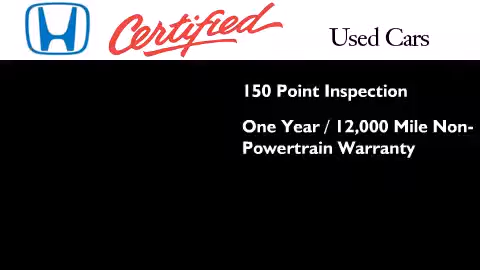 Certified
Used Cars
150 Point Inspection
One Year / 12,000 Mile Non-
Powertrain Warranty